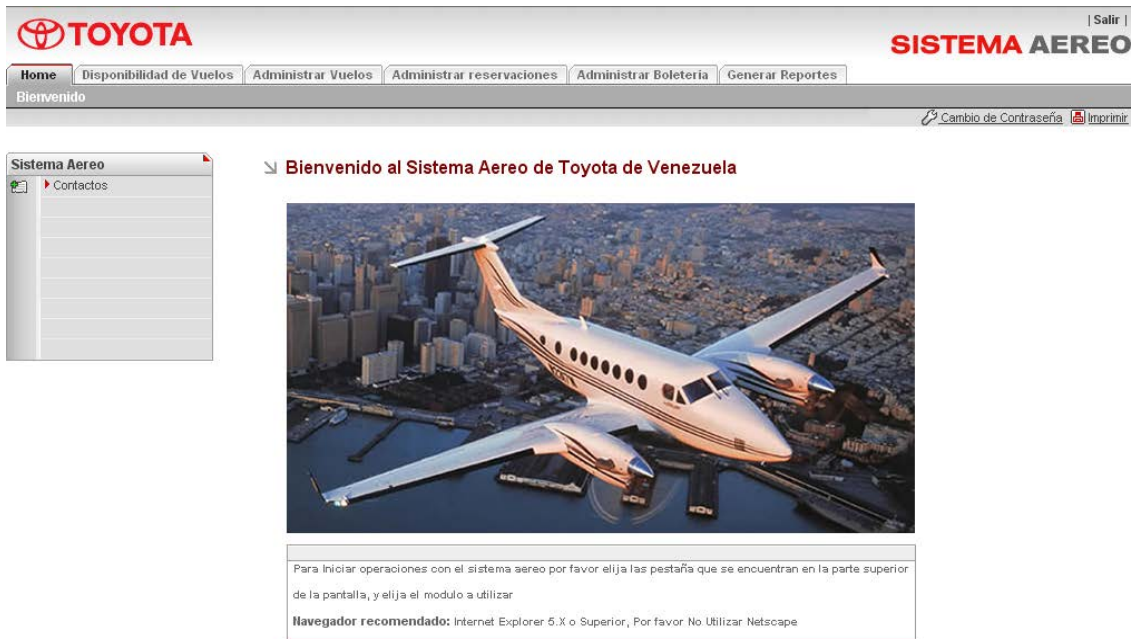 TOYOTA
| Salir |
SISTEMA AEREO
Home Disponibilidad de Vuelos Administrar Vuelos Administrar reservaciones Administrar Boleteria Generar Reportes
Bienvenido
Cambio de Contraseña Imprimir
Sistema Aereo
Contactos
Bienvenido al Sistema Aereo de Toyota de Venezuela
Para Iniciar operaciones con el sistema aereo por favor elija las pestaña que se encuentran en la parte superior
de la pantalla, y elija el modulo a utilizar
Navegador recomendado: Internet Explorer 5.X o Superior, Por favor No Utilizar Netscape